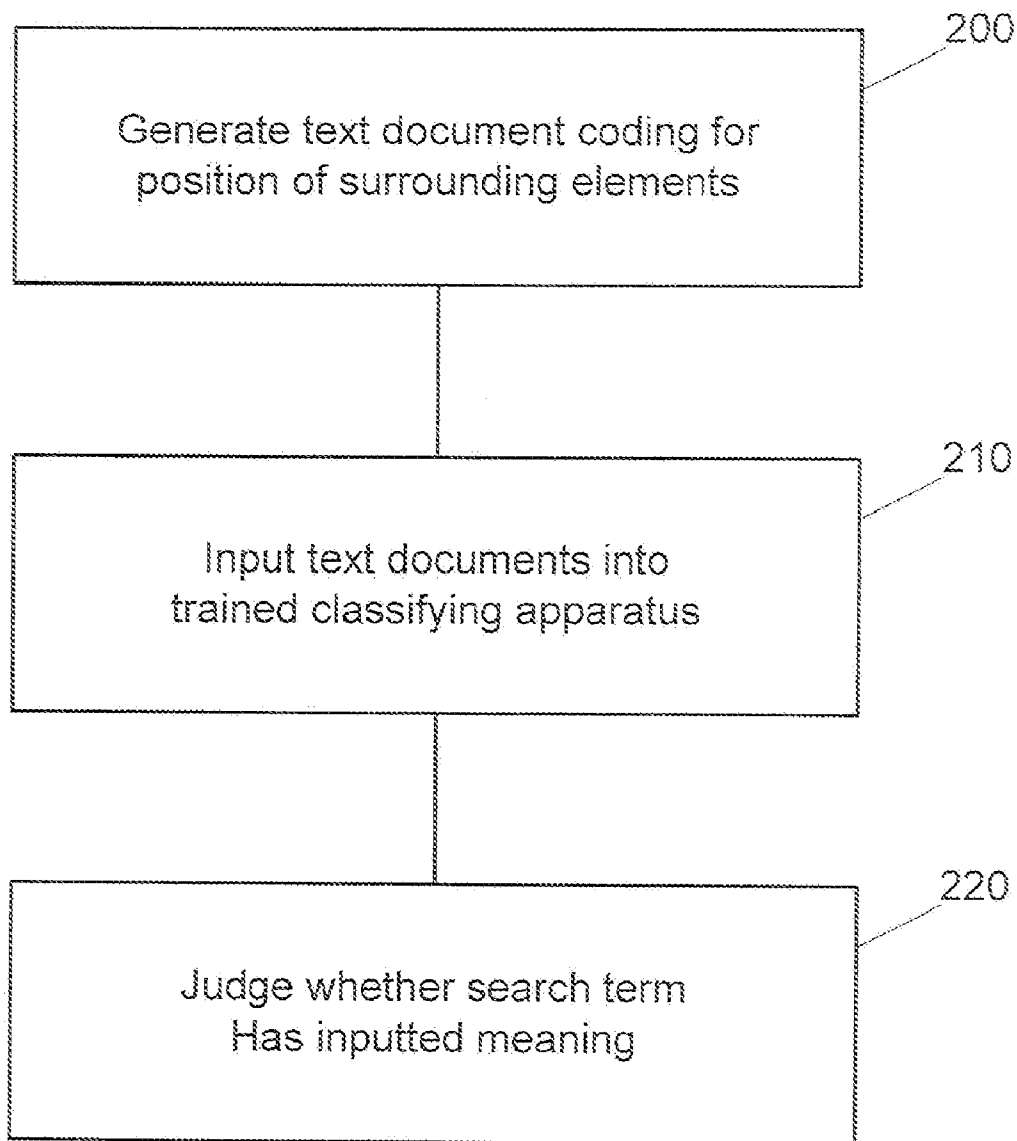 200
Generate text document coding for
position of surrounding elements
210
Input text documents into
trained classifying apparatus
220
Judge whether search term
Has inputted meaning